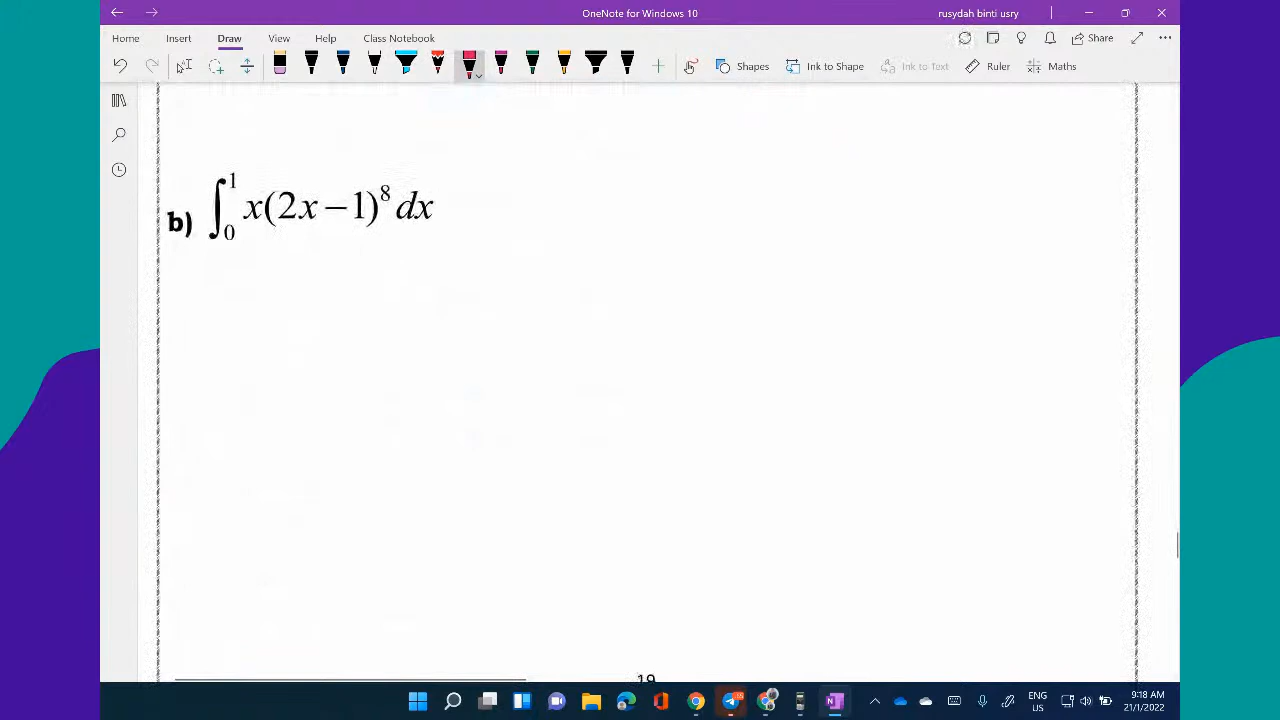 OneNote for Windows 10
rusydah binti usry
Home Insert Draw View Help Class Notebook
Share
Shapes Ink to Shape Ink to Text Ruler Maths
b) ∫₀¹ x(2x−1)⁸ dx
19
ENG
US
9:18 AM
21/1/2022